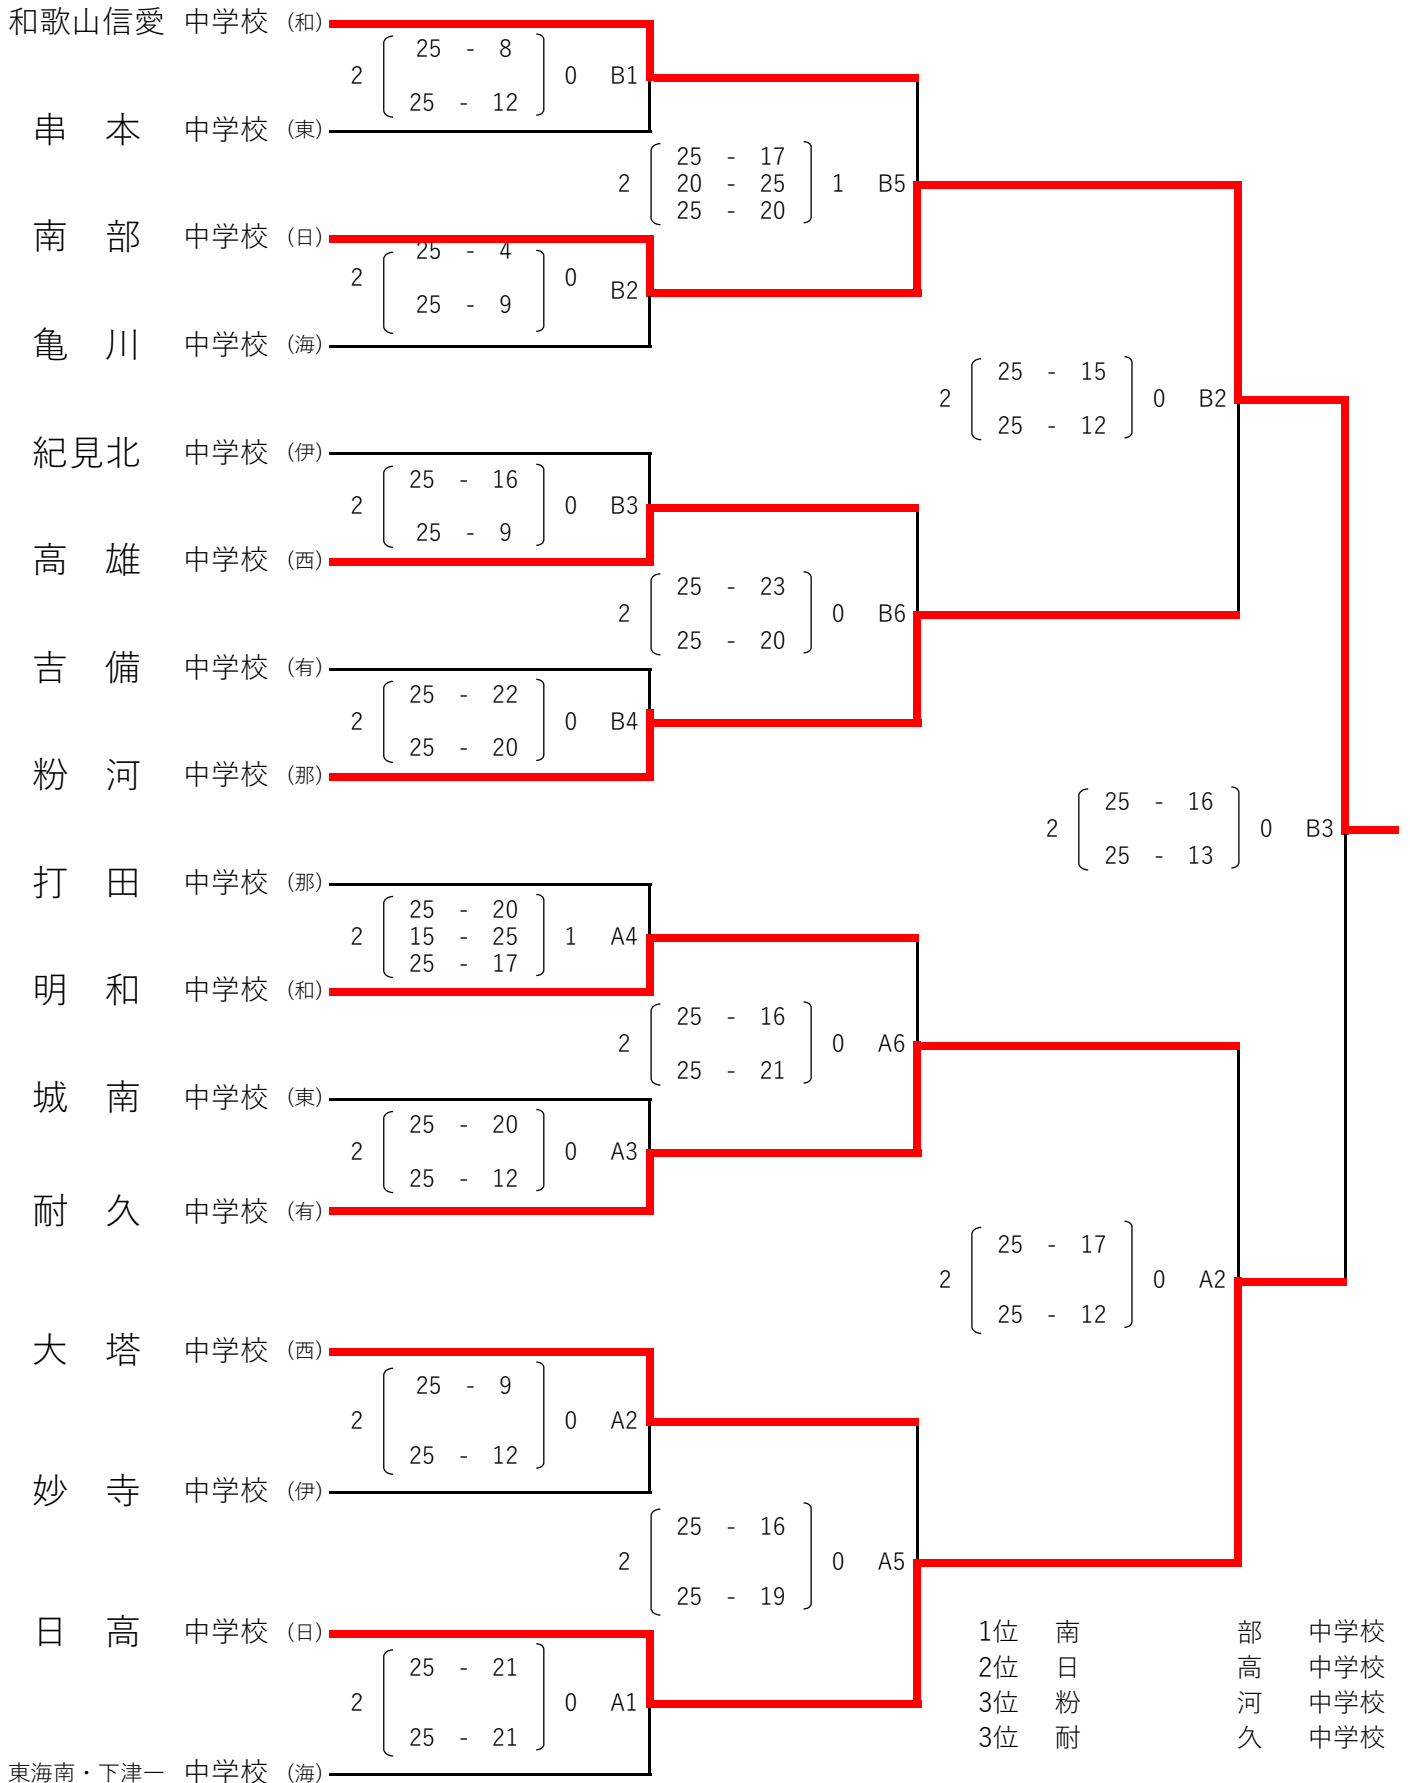 和歌山信愛 中学校 (和)
25 - 8
2 0 B1
25 - 12
串 本 中学校 (東)
25 - 17
2 20 - 25 1 B5
25 - 20
南 部 中学校 (日)
25 - 4
2 0 B2
25 - 9
亀 川 中学校 (海)
25 - 15
2 0 B2
25 - 12
紀見北 中学校 (伊)
25 - 16
2 0 B3
25 - 9
高 雄 中学校 (西)
25 - 23
2 0 B6
25 - 20
吉 備 中学校 (有)
25 - 22
2 0 B4
25 - 20
粉 河 中学校 (那)
25 - 16
2 0 B3
25 - 13
打 田 中学校 (那)
25 - 20
2 15 - 25 1 A4
25 - 17
明 和 中学校 (和)
25 - 16
2 0 A6
25 - 21
城 南 中学校 (東)
25 - 20
2 0 A3
25 - 12
耐 久 中学校 (有)
25 - 17
2 0 A2
25 - 12
大 塔 中学校 (西)
25 - 9
2 0 A2
25 - 12
妙 寺 中学校 (伊)
25 - 16
2 0 A5
25 - 19
日 高 中学校 (日)
25 - 21
2 0 A1
25 - 21
東海南・下津一 中学校 (海)
1位 南 部 中学校
2位 日 高 中学校
3位 粉 河 中学校
3位 耐 久 中学校